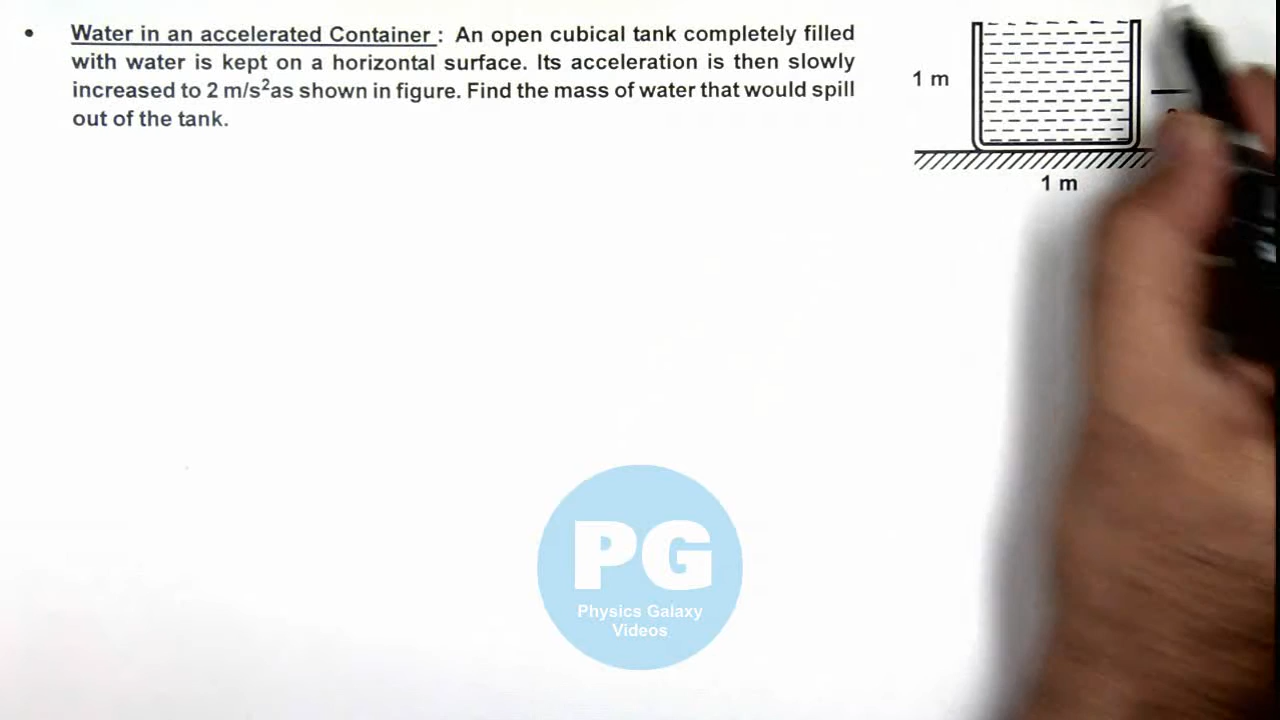 • Water in an accelerated Container : An open cubical tank completely filled
with water is kept on a horizontal surface. Its acceleration is then slowly
increased to 2 m/s²as shown in figure. Find the mass of water that would spill
out of the tank.
1 m
1 m
PG
Physics Galaxy
Videos